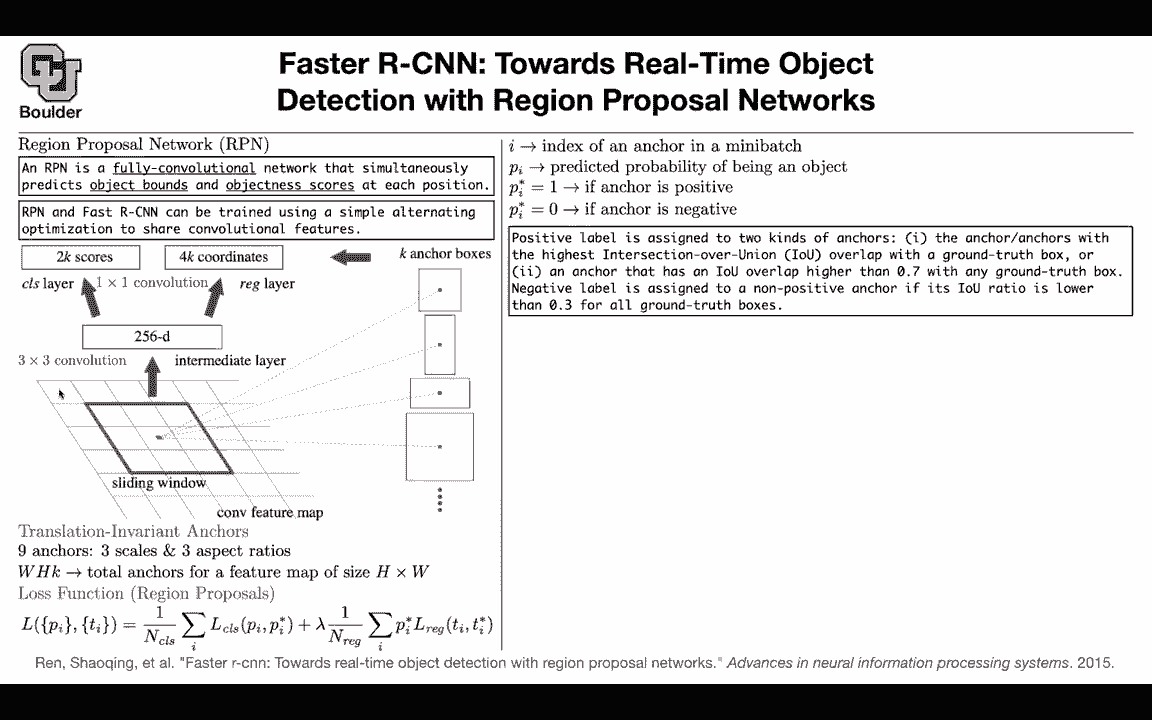 Boulder
Faster R-CNN: Towards Real-Time Object
Detection with Region Proposal Networks
Region Proposal Network (RPN)
An RPN is a fully-convolutional network that simultaneously
predicts object bounds and objectness scores at each position.
RPN and Fast R-CNN can be trained using a simple alternating
optimization to share convolutional features.
2k scores
4k coordinates
k anchor boxes
cls layer
1 × 1 convolution
reg layer
256-d
3 × 3 convolution
intermediate layer
sliding window
conv feature map
Translation-Invariant Anchors
9 anchors: 3 scales & 3 aspect ratios
WHk → total anchors for a feature map of size H × W
Loss Function (Region Proposals)
L({p_i}, {t_i}) = \frac{1}{N_{cls}} \sum_i L_{cls}(p_i, p_i^*) + λ \frac{1}{N_{reg}} \sum_i p_i^* L_{reg}(t_i, t_i^*)
i → index of an anchor in a minibatch
p_i → predicted probability of being an object
p_i^* = 1 → if anchor is positive
p_i^* = 0 → if anchor is negative
Positive label is assigned to two kinds of anchors: (i) the anchor/anchors with
the highest Intersection-over-Union (IoU) overlap with a ground-truth box, or
(ii) an anchor that has an IoU overlap higher than 0.7 with any ground-truth box.
Negative label is assigned to a non-positive anchor if its IoU ratio is lower
than 0.3 for all ground-truth boxes.
Ren, Shaoqing, et al. "Faster r-cnn: Towards real-time object detection with region proposal networks." Advances in neural information processing systems. 2015.